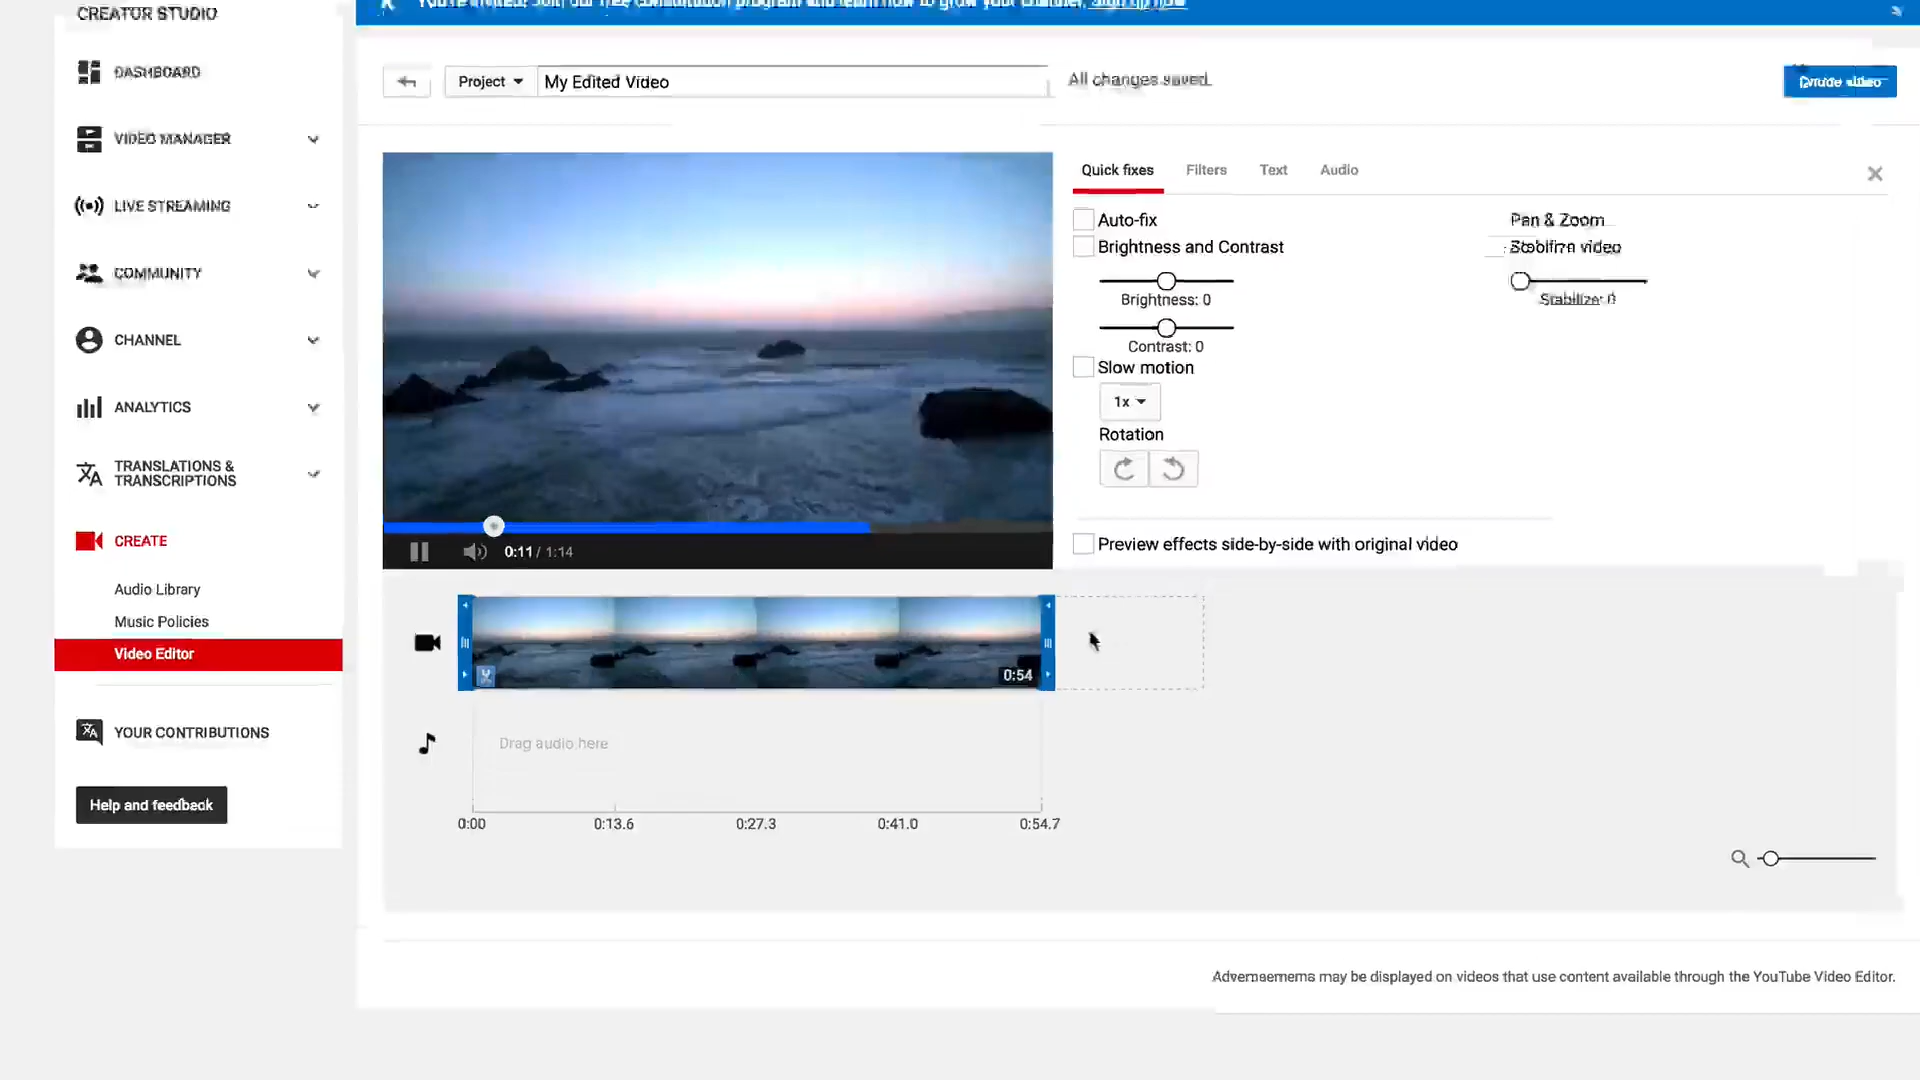 CREATOR STUDIO
DASHBOARD
VIDEO MANAGER
LIVE STREAMING
COMMUNITY
CHANNEL
ANALYTICS
TRANSLATIONS &
TRANSCRIPTIONS
CREATE
Audio Library
Music Policies
Video Editor
YOUR CONTRIBUTIONS
Help and feedback
Project
My Edited Video
All changes saved.
video
0:11 / 1:14
Quick fixes
Filters
Text
Audio
Auto-fix
Pan & Zoom
Brightness and Contrast
video
Brightness: 0
Stabilize: 0
Contrast: 0
Slow motion
1x
Rotation
Preview effects side-by-side with original video
0:54
Drag audio here
0:00
0:13.6
0:27.3
0:41.0
0:54.7
may be displayed on videos that use content available through the YouTube Video Editor.